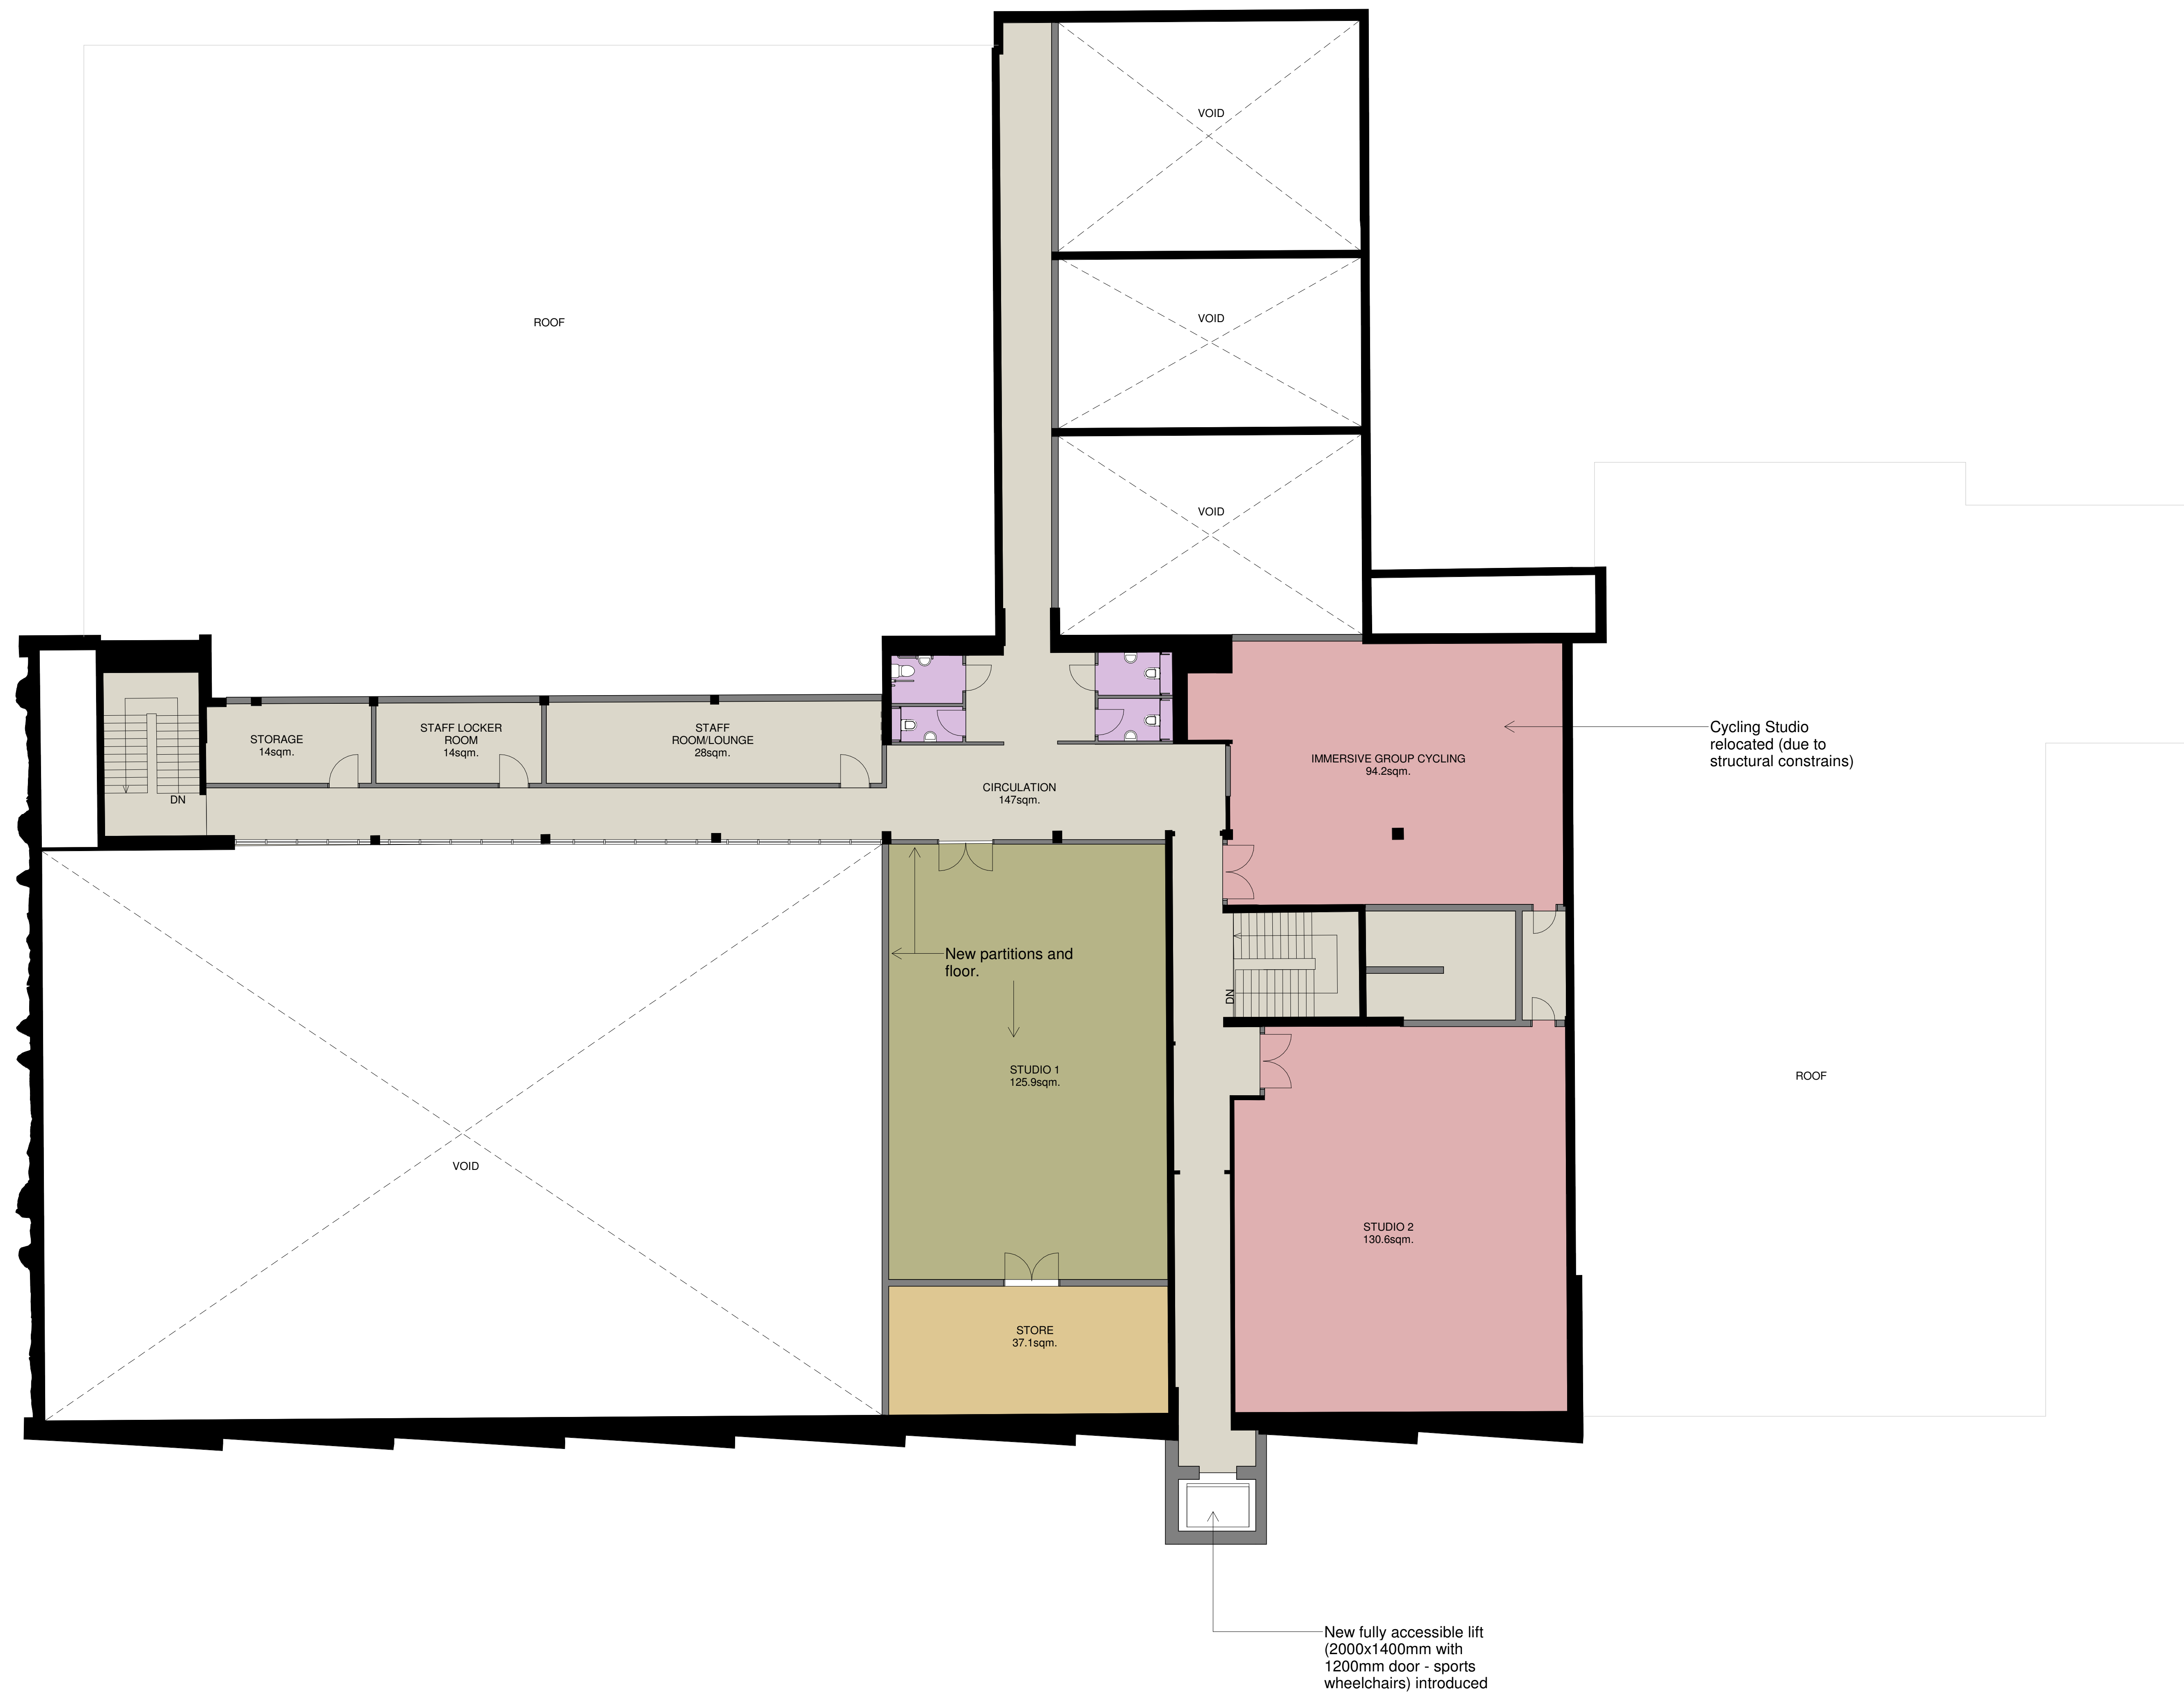 VOID
ROOF
VOID
VOID
STORAGE
14sqm.
STAFF LOCKER
ROOM
14sqm.
STAFF
ROOM/LOUNGE
28sqm.
DN
CIRCULATION
147sqm.
IMMERSIVE GROUP CYCLING
94.2sqm.
Cycling Studio
relocated (due to
structural constrains)
New partitions and
floor.
DN
STUDIO 1
125.9sqm.
ROOF
VOID
STUDIO 2
130.6sqm.
STORE
37.1sqm.
New fully accessible lift
(2000x1400mm with
1200mm door - sports
wheelchairs) introduced